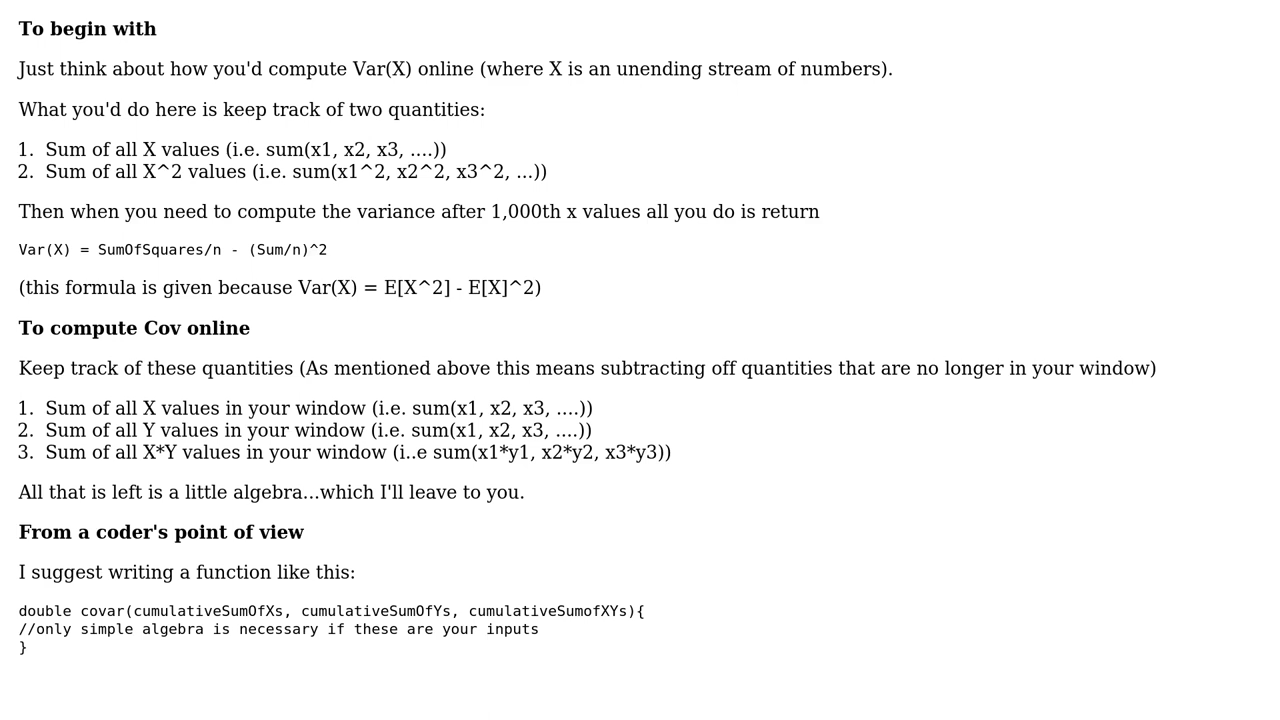 To begin with
Just think about how you'd compute Var(X) online (where X is an unending stream of numbers).
What you'd do here is keep track of two quantities:
1. Sum of all X values (i.e. sum(x1, x2, x3, ....))
2. Sum of all X^2 values (i.e. sum(x1^2, x2^2, x3^2, ...))
Then when you need to compute the variance after 1,000th x values all you do is return
Var(X) = SumOfSquares/n - (Sum/n)^2
(this formula is given because Var(X) = E[X^2] - E[X]^2)
To compute Cov online
Keep track of these quantities (As mentioned above this means subtracting off quantities that are no longer in your window)
1. Sum of all X values in your window (i.e. sum(x1, x2, x3, ....))
2. Sum of all Y values in your window (i.e. sum(x1, x2, x3, ....))
3. Sum of all X*Y values in your window (i..e sum(x1*y1, x2*y2, x3*y3))
All that is left is a little algebra...which I'll leave to you.
From a coder's point of view
I suggest writing a function like this:
double covar(cumulativeSumOfXs, cumulativeSumOfYs, cumulativeSumofXYs){
//only simple algebra is necessary if these are your inputs
}